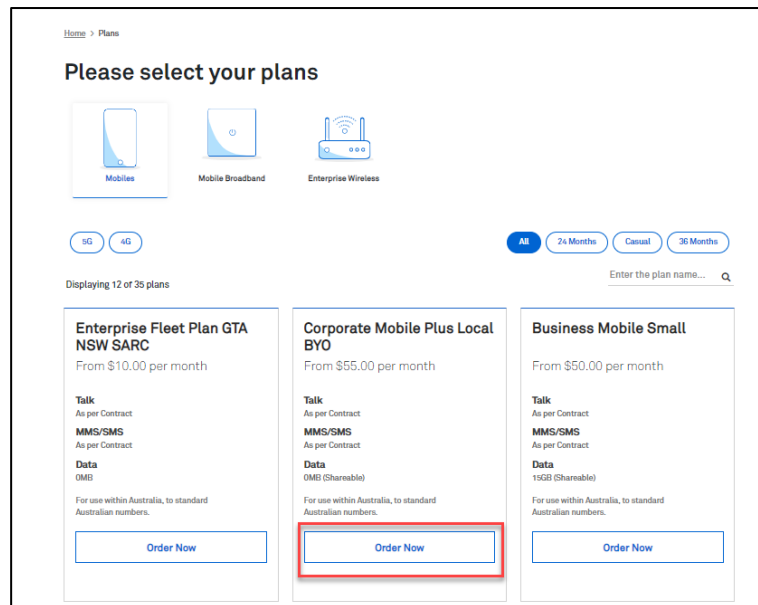 Home > Plans
Please select your plans
Mobiles
Mobile Broadband
Enterprise Wireless
5G
4G
All
24 Months
Casual
36 Months
Enter the plan name...
Displaying 12 of 35 plans
Enterprise Fleet Plan GTA
NSW SARC
From $10.00 per month
Talk
As per Contract
MMS/SMS
As per Contract
Data
0MB
For use within Australia, to standard
Australian numbers.
Order Now
Corporate Mobile Plus Local
BYO
From $55.00 per month
Talk
As per Contract
MMS/SMS
As per Contract
Data
0MB (Shareable)
For use within Australia, to standard
Australian numbers.
Order Now
Business Mobile Small
From $50.00 per month
Talk
As per Contract
MMS/SMS
As per Contract
Data
15GB (Shareable)
For use within Australia, to standard
Australian numbers.
Order Now